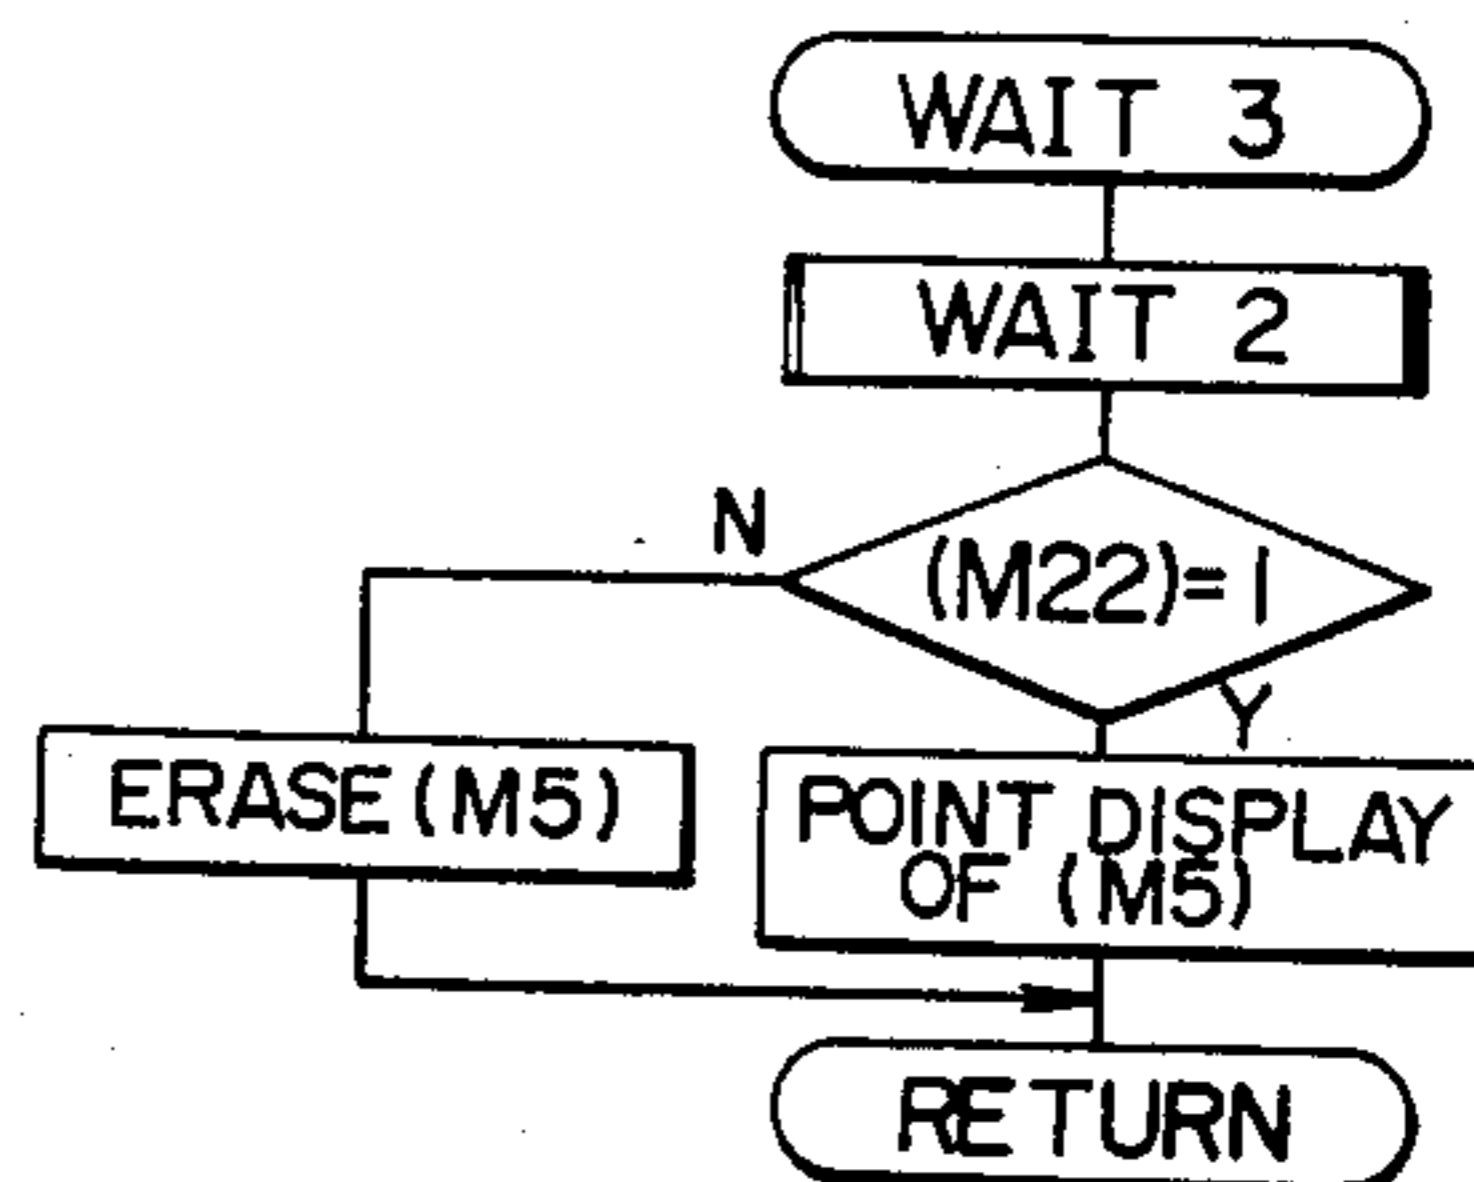 WAIT 3
WAIT 2
N
(M22)=1
Y
ERASE(M5)
POINT DISPLAY
OF (M5)
RETURN